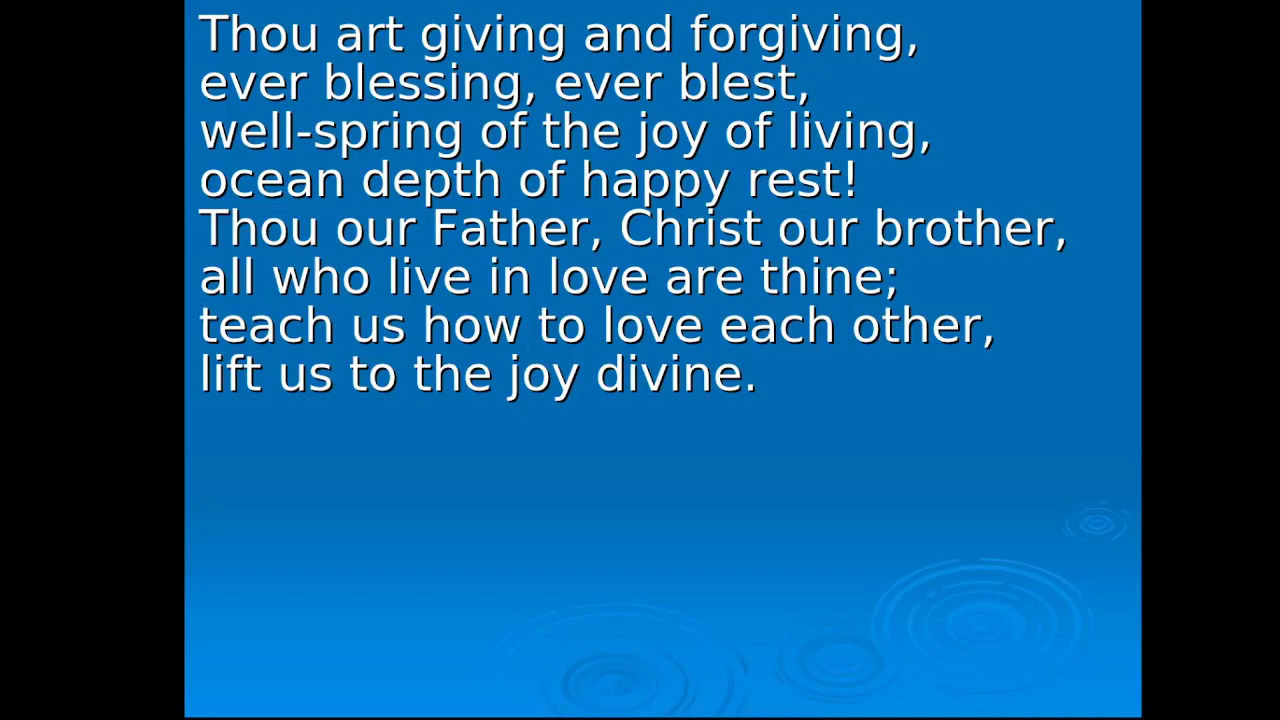 Thou art giving and forgiving,
ever blessing, ever blest,
well-spring of the joy of living,
ocean depth of happy rest!
Thou our Father, Christ our brother,
all who live in love are thine;
teach us how to love each other,
lift us to the joy divine.